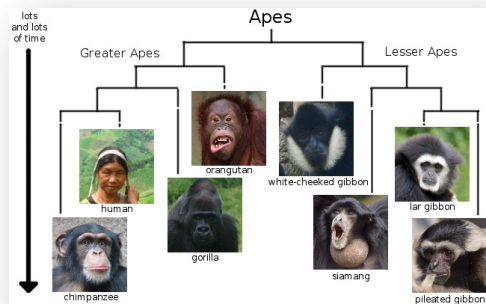 lots
and lots
of time
Apes
Greater Apes
Lesser Apes
orangutan
white-cheeked gibbon
human
lar gibbon
gorilla
siamang
chimpanzee
pileated gibbon